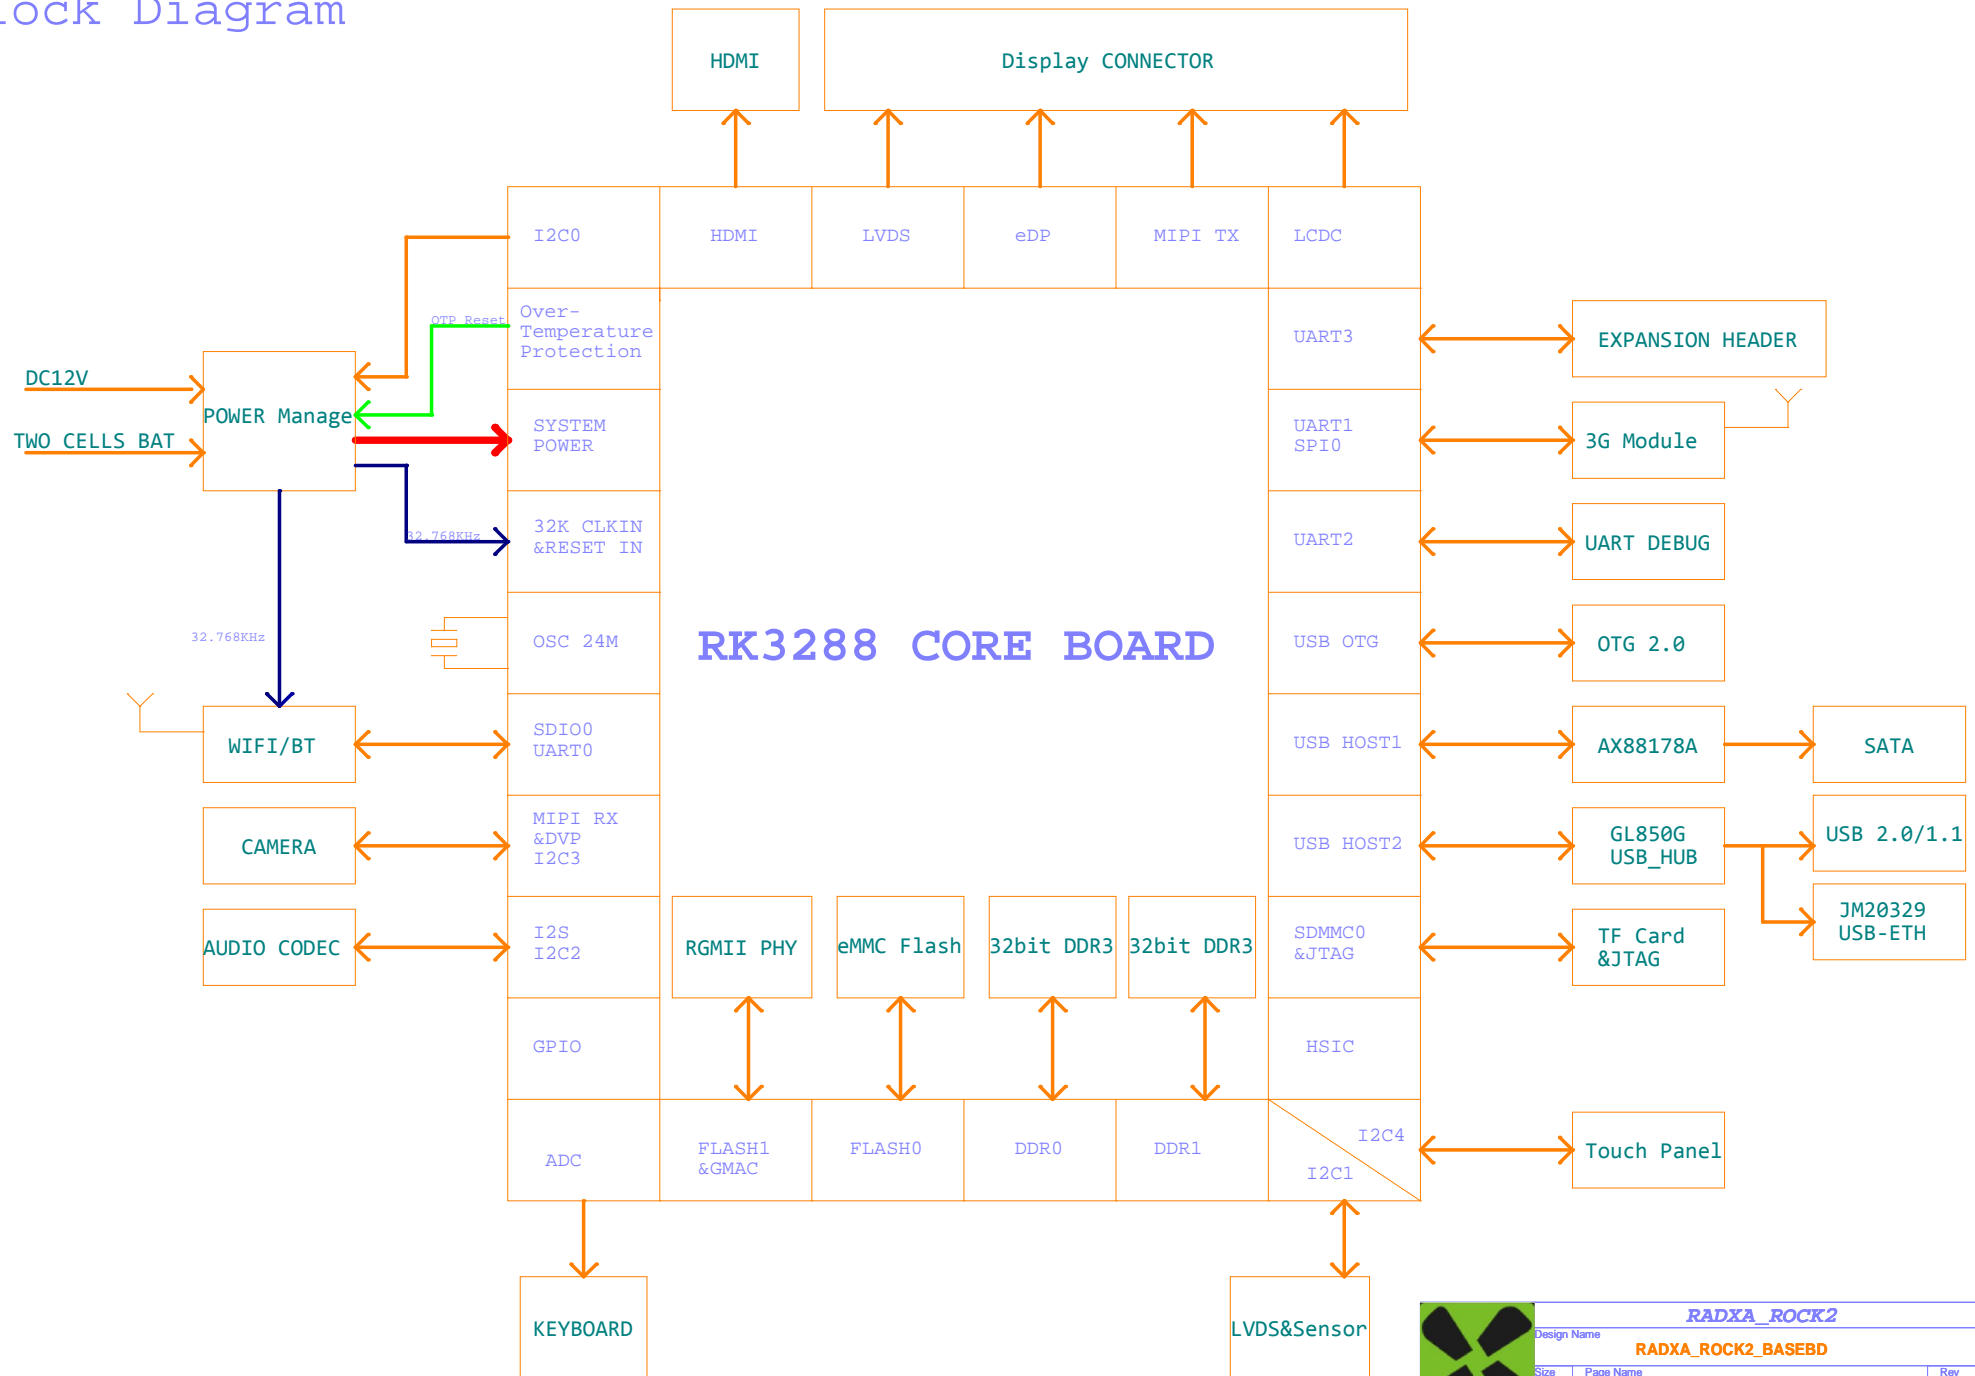 lock Diagram
HDMI
Display CONNECTOR
I2C0
HDMI
LVDS
eDP
MIPI TX
LCDC
OTP Reset
Over-
Temperature
Protection
UART3
EXPANSION HEADER
DC12V
POWER Manage
TWO CELLS BAT
SYSTEM
POWER
UART1
SPI0
3G Module
32.768KHz
32K CLKIN
&RESET IN
UART2
UART DEBUG
32.768KHz
OSC 24M
RK3288 CORE BOARD
USB OTG
OTG 2.0
WIFI/BT
SDIO0
UART0
USB HOST1
AX88178A
SATA
CAMERA
MIPI RX
&DVP
I2C3
USB HOST2
GL850G
USB_HUB
USB 2.0/1.1
JM20329
USB-ETH
AUDIO CODEC
I2S
I2C2
RGMII PHY
eMMC Flash
32bit DDR3
32bit DDR3
SDMMC0
&JTAG
TF Card
&JTAG
GPIO
HSIC
ADC
FLASH1
&GMAC
FLASH0
DDR0
DDR1
I2C4
I2C1
Touch Panel
KEYBOARD
LVDS&Sensor
RADXA_ROCK2
Design Name
RADXA_ROCK2_BASEBD
Size
Page Name
Rev